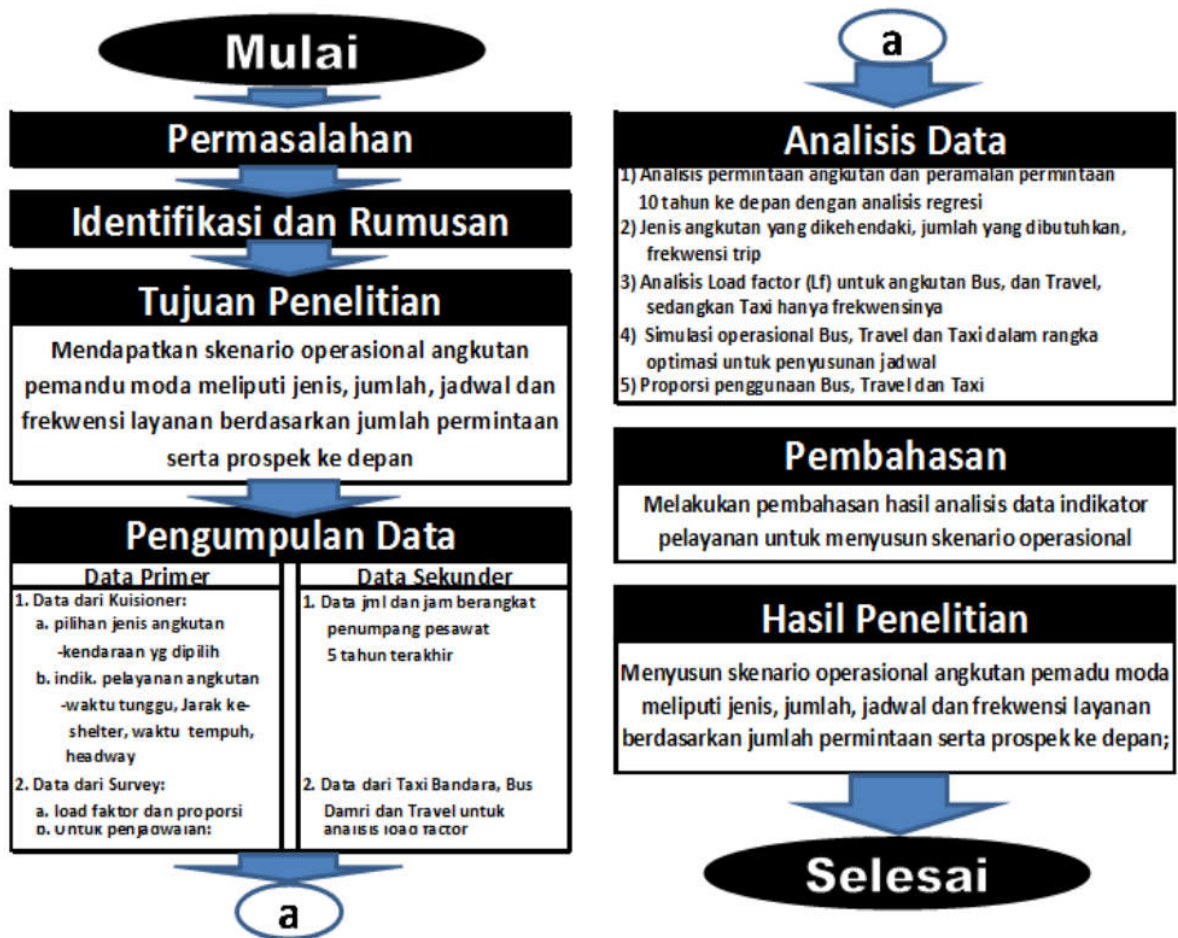 Mulai
Permasalahan
Identifikasi dan Rumusan
Tujuan Penelitian
Mendapatkan skenario operasional angkutan
pemandu moda meliputi jenis, jumlah, jadwal dan
frekwensi layanan berdasarkan jumlah permintaan
serta prospek ke depan
Pengumpulan Data
Data Primer
1. Data dari Kuisioner:
a. pilihan jenis angkutan
-kendaraan yg dipilih
b. indik. pelayanan angkutan
-waktu tunggu, Jarak ke-
shelter, waktu tempuh,
headway
2. Data dari Survey:
a. load faktor dan proporsi
b. Untuk penjadwalan:
Data Sekunder
1. Data jml dan jam berangkat
penumpang pesawat
5 tahun terakhir
2. Data dari Taxi Bandara, Bus
Damri dan Travel untuk
analisis load factor
a
a
Analisis Data
1) Analisis permintaan angkutan dan peramalan permintaan
10 tahun ke depan dengan analisis regresi
2) Jenis angkutan yang dikehendaki, jumlah yang dibutuhkan,
frekwensi trip
3) Analisis Load factor (Lf) untuk angkutan Bus, dan Travel,
sedangkan Taxi hanya frekwensinya
4) Simulasi operasional Bus, Travel dan Taxi dalam rangka
optimasi untuk penyusunan jadwal
5) Proporsi penggunaan Bus, Travel dan Taxi
Pembahasan
Melakukan pembahasan hasil analisis data indikator
pelayanan untuk menyusun skenario operasional
Hasil Penelitian
Menyusun skenario operasional angkutan pemadu moda
meliputi jenis, jumlah, jadwal dan frekwensi layanan
berdasarkan jumlah permintaan serta prospek ke depan;
Selesai